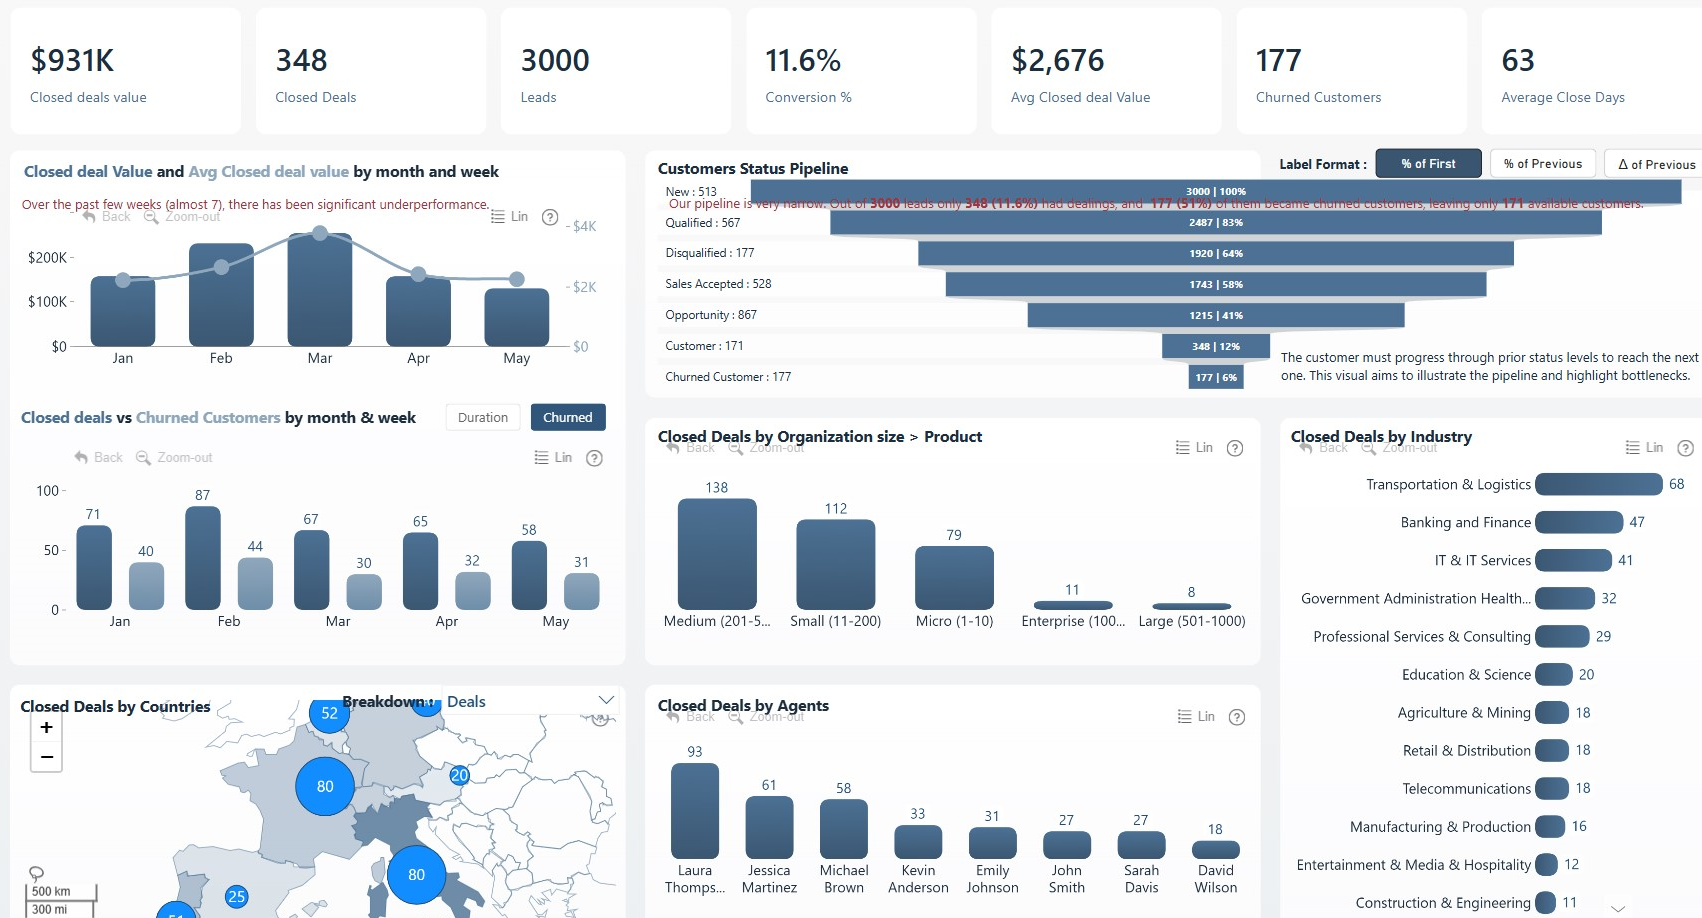 $931K
Closed deals value
348
Closed Deals
3000
Leads
11.6%
Conversion %
$2,676
Avg Closed deal Value
177
Churned Customers
63
Average Close Days
Closed deal Value and Avg Closed deal value by month and week
Over the past few weeks (almost 7), there has been significant underperformance.
Back
Zoom-out
Lin
?
$4K
$200K
$2K
$100K
$0
$0
Jan
Feb
Mar
Apr
May
Customers Status Pipeline
Label Format :
% of First
% of Previous
Δ of Previous
New : 513
3000 | 100%
Our pipeline is very narrow. Out of 3000 leads only 348 (11.6%) had dealings, and 177 (51%) of them became churned customers, leaving only 171 available customers.
Qualified : 567
2487 | 83%
Disqualified : 177
1920 | 64%
Sales Accepted : 528
1743 | 58%
Opportunity : 867
1215 | 41%
Customer : 171
348 | 12%
Churned Customer : 177
177 | 6%
The customer must progress through prior status levels to reach the next
one. This visual aims to illustrate the pipeline and highlight bottlenecks.
Closed deals vs Churned Customers by month & week
Duration
Churned
Back
Zoom-out
Lin
?
100
50
0
71
40
87
44
67
30
65
32
58
31
Jan
Feb
Mar
Apr
May
Closed Deals by Organization size > Product
Back
Zoom-out
Lin
?
138
112
79
11
8
Medium (201-5...
Small (11-200)
Micro (1-10)
Enterprise (100...
Large (501-1000)
Closed Deals by Industry
Back
Zoom-out
Lin
?
Transportation & Logistics 68
Banking and Finance 47
IT & IT Services 41
Government Administration Health... 32
Professional Services & Consulting 29
Education & Science 20
Agriculture & Mining 18
Retail & Distribution 18
Telecommunications 18
Manufacturing & Production 16
Entertainment & Media & Hospitality 12
Construction & Engineering 11
Closed Deals by Countries
Breakdown :
Deals
+
−
52
80
20
80
25
51
500 km
300 mi
Closed Deals by Agents
Back
Zoom-out
Lin
?
93
61
58
33
31
27
27
18
Laura
Thomps...
Jessica
Martinez
Michael
Brown
Kevin
Anderson
Emily
Johnson
John
Smith
Sarah
Davis
David
Wilson